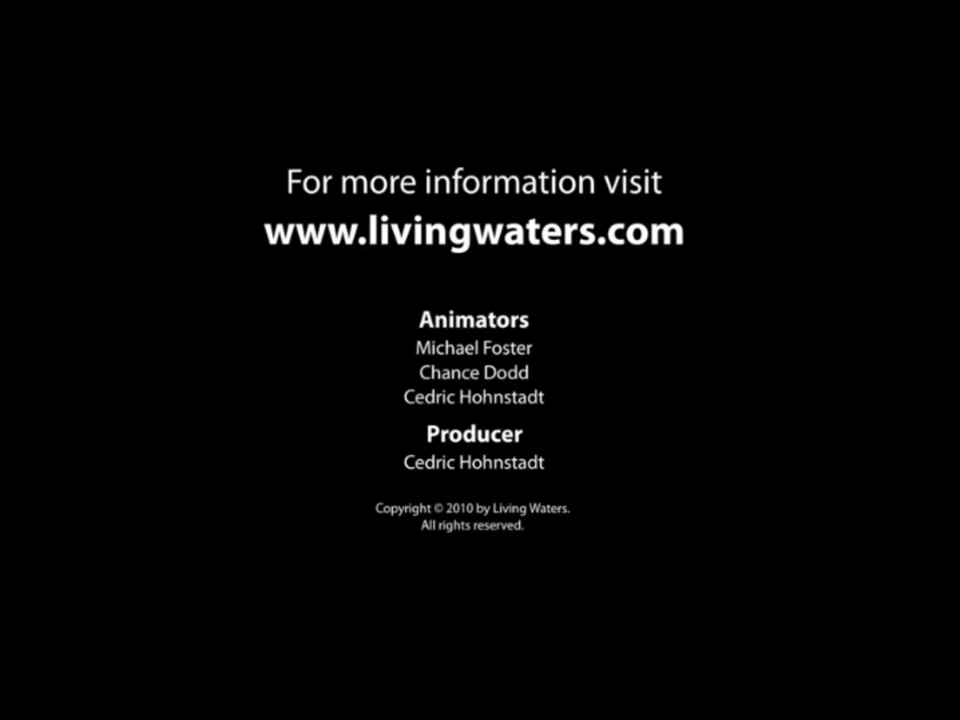 For more information visit
www.livingwaters.com
Animators
Michael Foster
Chance Dodd
Cedric Hohnstadt
Producer
Cedric Hohnstadt
Copyright © 2010 by Living Waters.
All rights reserved.